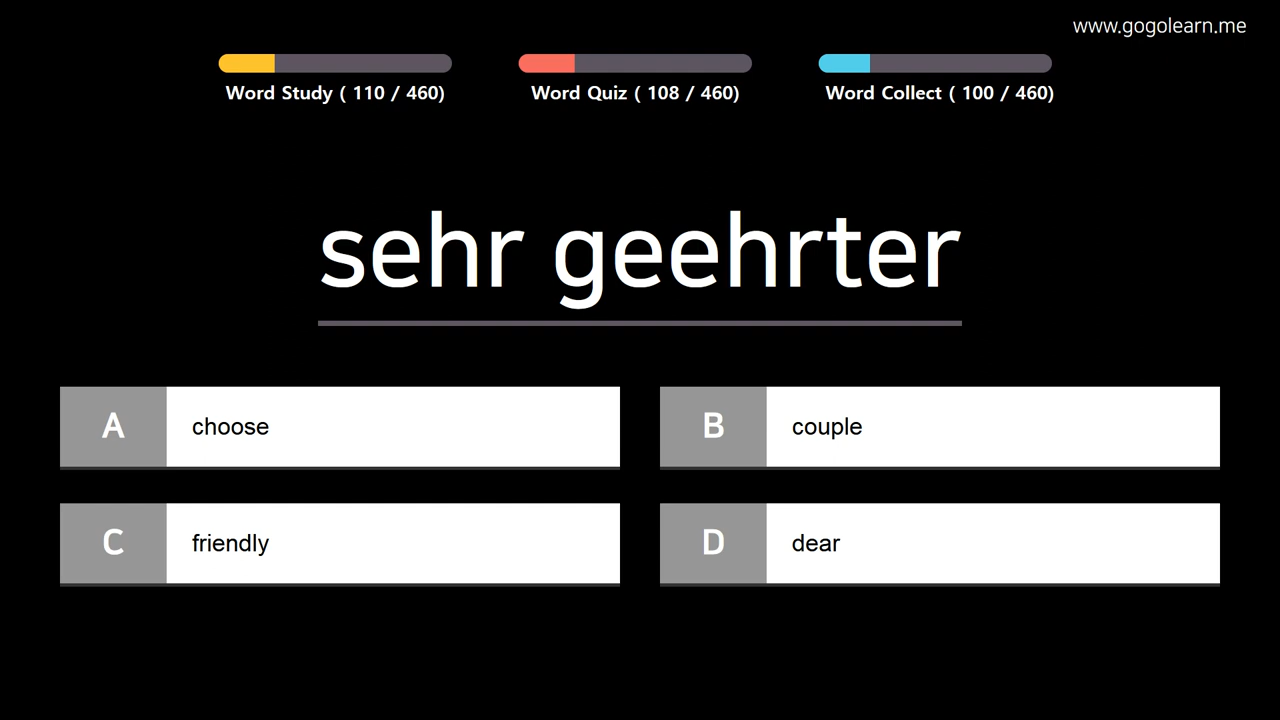 www.gogolearn.me
Word Study ( 110 / 460)
Word Quiz ( 108 / 460)
Word Collect ( 100 / 460)
sehr geehrter
A choose
B couple
C friendly
D dear